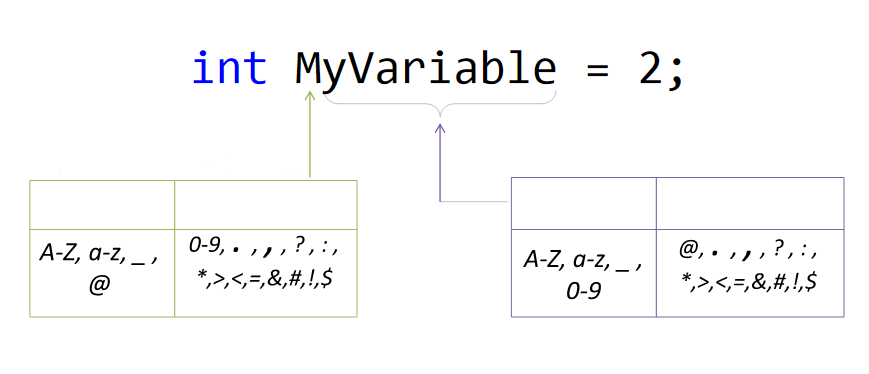 int MyVariable = 2;
A-Z, a-z, _ ,
@
0-9, . , , , ? , : ,
*,>,<,=,&,#,!,$
A-Z, a-z, _ ,
0-9
@, . , , , ? , : ,
*,>,<,=,&,#,!,$